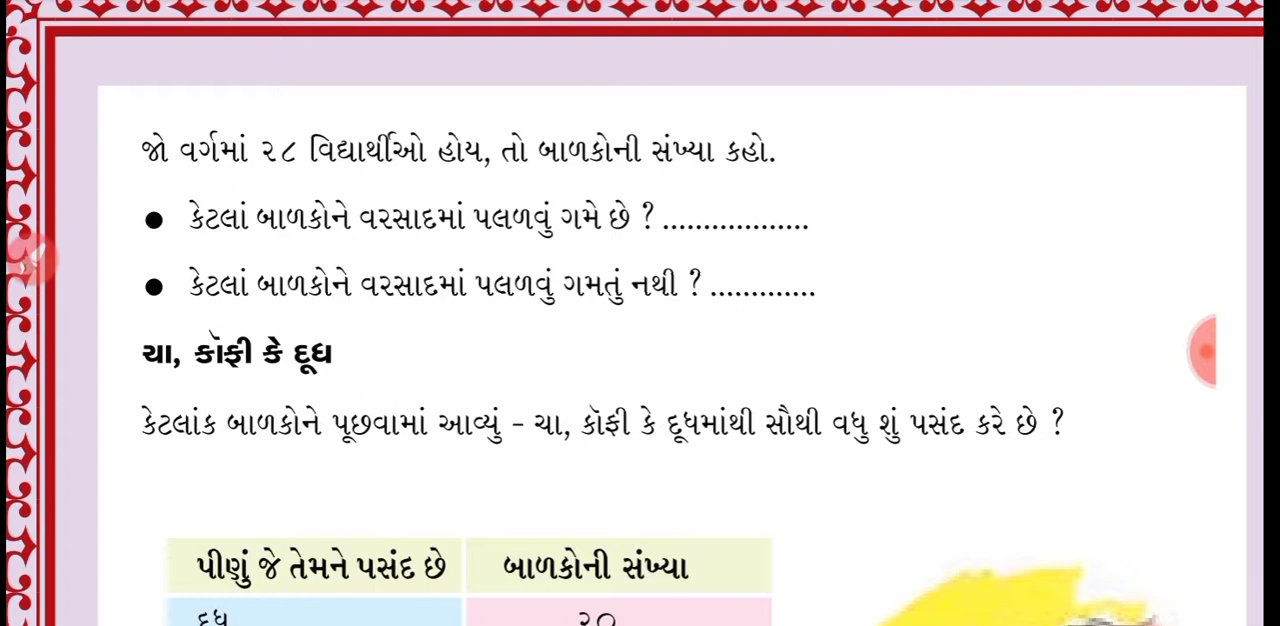 જો વર્ગમાં ૨૮ વિદ્યાર્થીઓ હોય, તો બાળકોની સંખ્યા કહો.
● કેટલાં બાળકોને વરસાદમાં પલળવું ગમે છે ? ..................
● કેટલાં બાળકોને વરસાદમાં પલળવું ગમતું નથી ? .............
ચા, કૉફી કે દૂધ
કેટલાંક બાળકોને પૂછવામાં આવ્યું - ચા, કૉફી કે દૂધમાંથી સૌથી વધુ શું પસંદ કરે છે ?
પીણું જે તેમને પસંદ છે બાળકોની સંખ્યા
દૂધ ૨૦